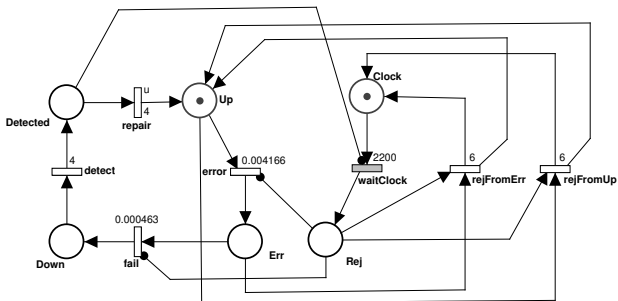 Clock
u
Detected
Up
4
repair
4
detect
error
0.004166
2200
waitClock
6
rejFromErr
6
rejFromUp
0.000463
Down
fail
Err
Rej